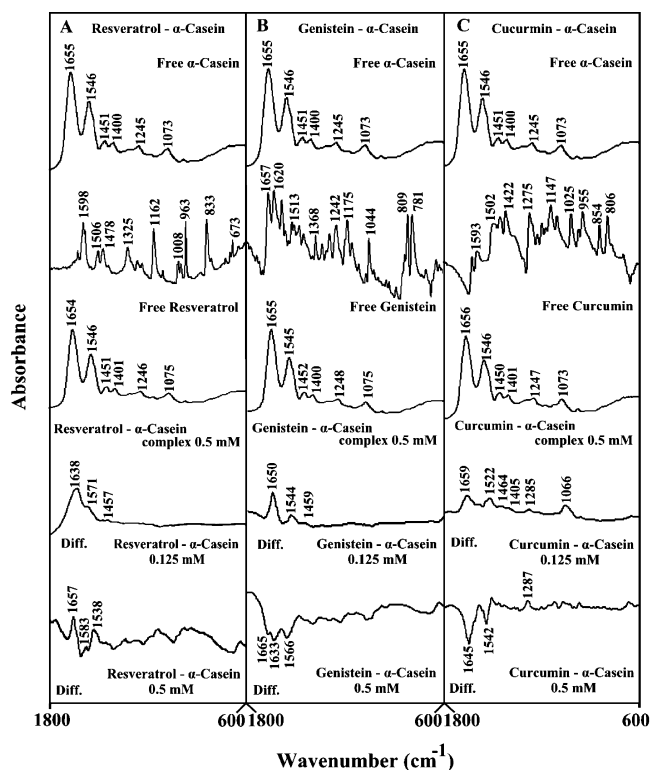 A Resveratrol - α-Casein
Free α-Casein
1655
1546
1451
1400
1245
1073
1598
1506
1478
1325
1162
1008
963
833
673
Free Resveratrol
1654
1546
1451
1401
1246
1075
Resveratrol - α-Casein
complex 0.5 mM
1638
1571
1457
Diff.
Resveratrol - α-Casein
0.125 mM
1657
1583
1538
Diff.
Resveratrol - α-Casein
0.5 mM
B Genistein - α-Casein
Free α-Casein
1655
1546
1451
1400
1245
1073
1657
1620
1513
1368
1242
1175
1044
809
781
Free Genistein
1655
1545
1452
1400
1248
1075
Genistein - α-Casein
complex 0.5 mM
1650
1544
1459
Diff.
Genistein - α-Casein
0.125 mM
1665
1633
1566
Diff.
Genistein - α-Casein
0.5 mM
C Cucurmin - α-Casein
Free α-Casein
1655
1546
1451
1400
1245
1073
1593
1502
1422
1275
1147
1025
955
854
806
Free Curcumin
1656
1546
1450
1401
1247
1073
Curcumin - α-Casein
complex 0.5 mM
1659
1522
1464
1405
1285
1066
Diff.
Curcumin - α-Casein
0.125 mM
1645
1542
1287
Diff.
Curcumin - α-Casein
0.5 mM
Absorbance
1800 600 1800 600 1800 600
Wavenumber (cm⁻¹)